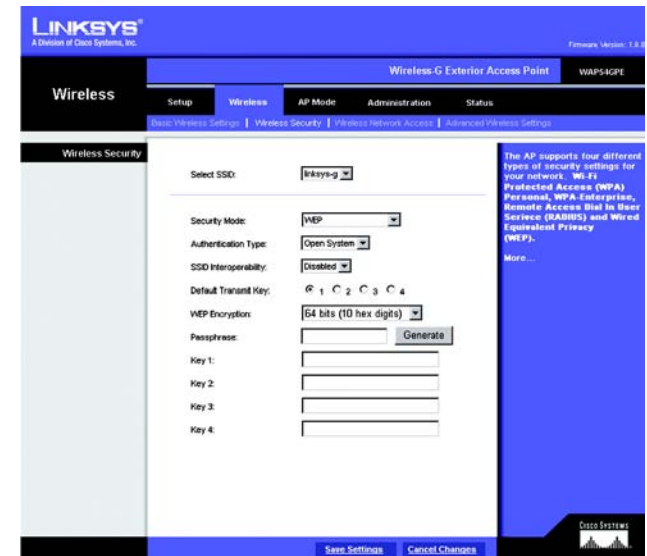 LINKSYS®
A Division of Cisco Systems, Inc.
Firmware Version: 1.8.8
Wireless-G Exterior Access Point WAP54GPE
Wireless
Setup Wireless AP Mode Administration Status
Basic Wireless Settings | Wireless Security | Wireless Network Access | Advanced Wireless Settings
Wireless Security
Select SSID: linksys-g
Security Mode: WEP
Authentication Type: Open System
SSID Interoperability: Disabled
Default Transmit Key: 1 2 3 4
WEP Encryption: 64 bits (10 hex digits)
Passphrase: Generate
Key 1:
Key 2:
Key 3:
Key 4:
The AP supports four different
types of security settings for
your network. Wi-Fi
Protected Access (WPA)
Personal, WPA-Enterprise,
Remote Access Dial In User
Serivce (RADIUS) and Wired
Equivalent Privacy
(WEP).
More...
Save Settings Cancel Changes
CISCO SYSTEMS